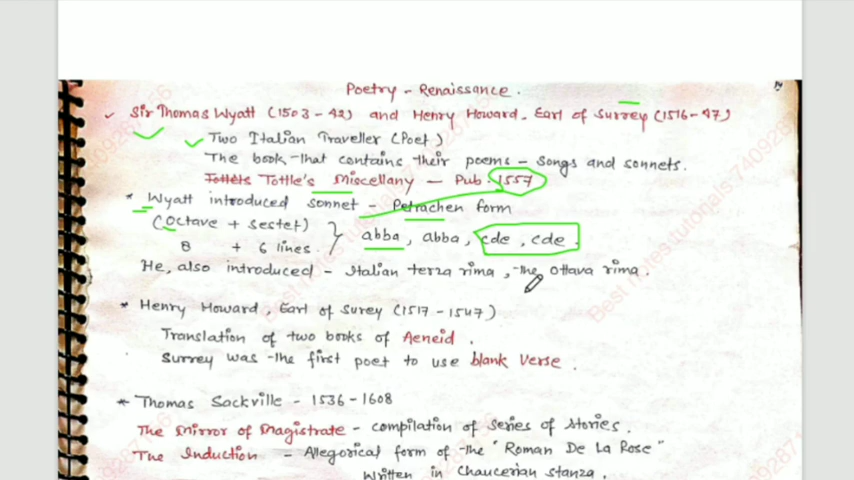 Poetry - Renaissance.
Sir Thomas Wyatt (1503-42) and Henry Howard, Earl of Surrey (1516-47)
Two Italian Traveller (Poet)
The book that contains their poems - Songs and sonnets.
Tottels Tottle's Miscellany - Pub. 1557
* Wyatt introduced sonnet - Petrachen form
(Octave + sestet) } abba, abba, cde, cde.
8 + 6 lines.
He, also introduced - Italian terza rima, the Ottava rima.
* Henry Howard, Earl of Surey (1517-1547)
Translation of two books of Aeneid.
Surrey was the first poet to use blank verse.
* Thomas Sackville - 1536-1608
The Mirror of Magistrate - compilation of series of stories.
The Induction - Allegorical form of the "Roman De La Rose"
Written in Chaucerian stanza.
Best notes tutorials: 7409287